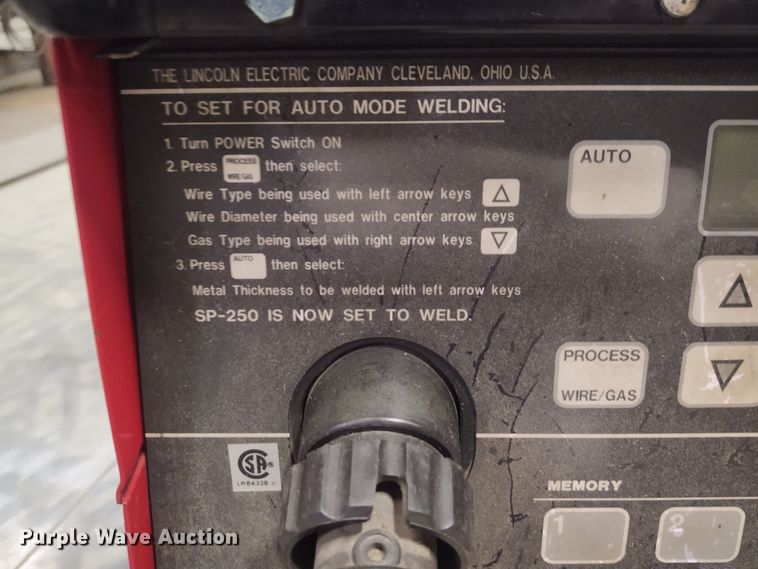 THE LINCOLN ELECTRIC COMPANY CLEVELAND, OHIO U.S.A.
TO SET FOR AUTO MODE WELDING:
1. Turn POWER Switch ON
2. Press PROCESS WIRE/GAS then select:
Wire Type being used with left arrow keys △
Wire Diameter being used with center arrow keys
Gas Type being used with right arrow keys ▽
3. Press AUTO then select:
Metal Thickness to be welded with left arrow keys
SP-250 IS NOW SET TO WELD.
AUTO
PROCESS
WIRE/GAS
CSA®
LR84338
MEMORY
1 2
Purple Wave Auction